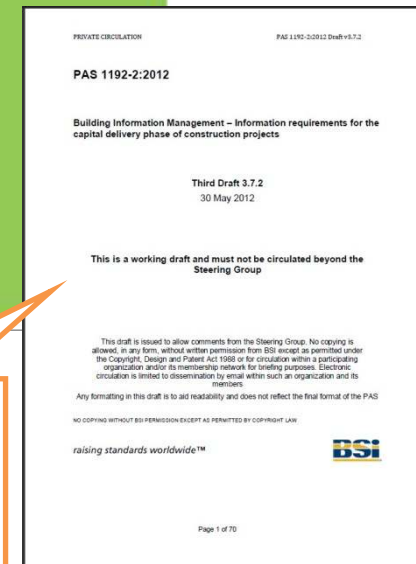 PRIVATE CIRCULATION PAS 1192-2:2012 Draft v3.7.2
PAS 1192-2:2012
Building Information Management – Information requirements for the
capital delivery phase of construction projects
Third Draft 3.7.2
30 May 2012
This is a working draft and must not be circulated beyond the
Steering Group
This draft is issued to allow comments from the Steering Group. No copying is
allowed, in any form, without written permission from BSI except as permitted under
the Copyright, Design and Patent Act 1988 or for circulation within a participating
organization and/or its membership network for briefing purposes. Electronic
circulation is limited to dissemination by email within such an organization and its
members
Any formatting in this draft is to aid readability and does not reflect the final format of the PAS
NO COPYING WITHOUT BSI PERMISSION EXCEPT AS PERMITTED BY COPYRIGHT LAW
raising standards worldwide™
BSi
Page 1 of 70